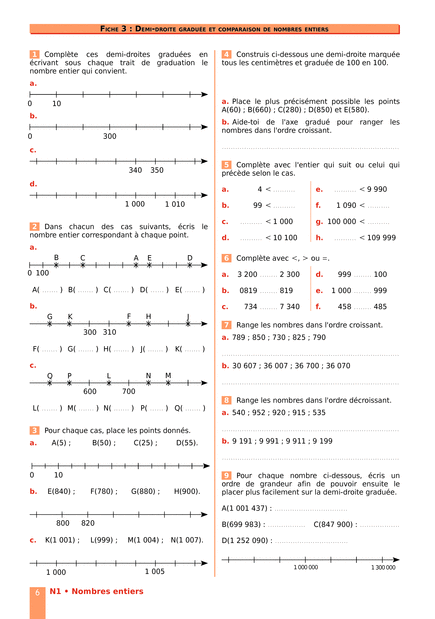 FICHE 3 : DEMI-DROITE GRADUÉE ET COMPARAISON DE NOMBRES ENTIERS
1 Complète ces demi-droites graduées en
écrivant sous chaque trait de graduation le
nombre entier qui convient.
a.
0 10
b.
0 300
c.
340 350
d.
1 000 1 010
2 Dans chacun des cas suivants, écris le
nombre entier correspondant à chaque point.
a.
B C A E D
0 100
A( ........ ) B( ........ ) C( ........ ) D( ........ ) E( ........ )
b.
G K F H J
300 310
F( ........ ) G( ........ ) H( ........ ) J( ........ ) K( ........ )
c.
Q P L N M
600 700
L( ........ ) M( ........ ) N( ........ ) P( ........ ) Q( ........ )
3 Pour chaque cas, place les points donnés.
a. A(5) ; B(50) ; C(25) ; D(55).
0 10
b. E(840) ; F(780) ; G(880) ; H(900).
800 820
c. K(1 001) ; L(999) ; M(1 004) ; N(1 007).
1 000 1 005
4 Construis ci-dessous une demi-droite marquée
tous les centimètres et graduée de 100 en 100.
a. Place le plus précisément possible les points
A(60) ; B(660) ; C(280) ; D(850) et E(580).
b. Aide-toi de l'axe gradué pour ranger les
nombres dans l'ordre croissant.
5 Complète avec l'entier qui suit ou celui qui
précède selon le cas.
a. 4 < .......... e. .......... < 9 990
b. 99 < .......... f. 1 090 < ..........
c. .......... < 1 000 g. 100 000 < ..........
d. .......... < 10 100 h. .......... < 109 999
6 Complète avec <, > ou =.
a. 3 200 ........ 2 300 d. 999 ........ 100
b. 0819 ........ 819 e. 1 000 ........ 999
c. 734 ........ 7 340 f. 458 ........ 485
7 Range les nombres dans l'ordre croissant.
a. 789 ; 850 ; 730 ; 825 ; 790
b. 30 607 ; 36 007 ; 36 700 ; 36 070
8 Range les nombres dans l'ordre décroissant.
a. 540 ; 952 ; 920 ; 915 ; 535
b. 9 191 ; 9 991 ; 9 911 ; 9 199
9 Pour chaque nombre ci-dessous, écris un
ordre de grandeur afin de pouvoir ensuite le
placer plus facilement sur la demi-droite graduée.
A(1 001 437) : ..............................
B(699 983) : ................ C(847 900) : ................
D(1 252 090) : ..............................
1 000 000 1 300 000
6 N1 • Nombres entiers